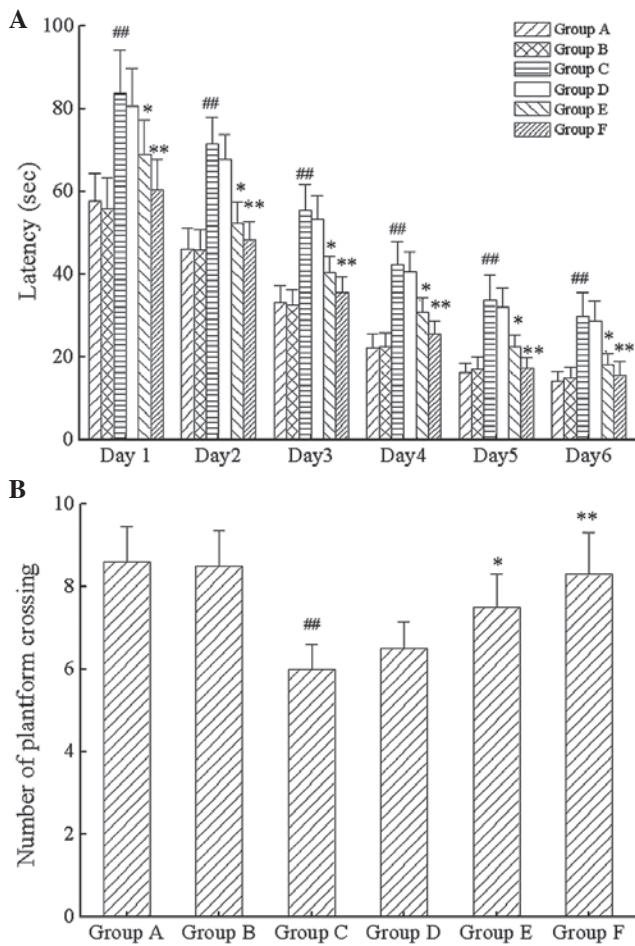 A
Latency (sec)
100
80
60
40
20
0
Group A
Group B
Group C
Group D
Group E
Group F
##
*
**
##
*
**
##
*
**
##
*
**
##
*
**
##
*
**
Day 1 Day2 Day3 Day4 Day5 Day6
B
Number of plantform crossing
10
8
6
4
2
0
##
*
**
Group A Group B Group C Group D Group E Group F